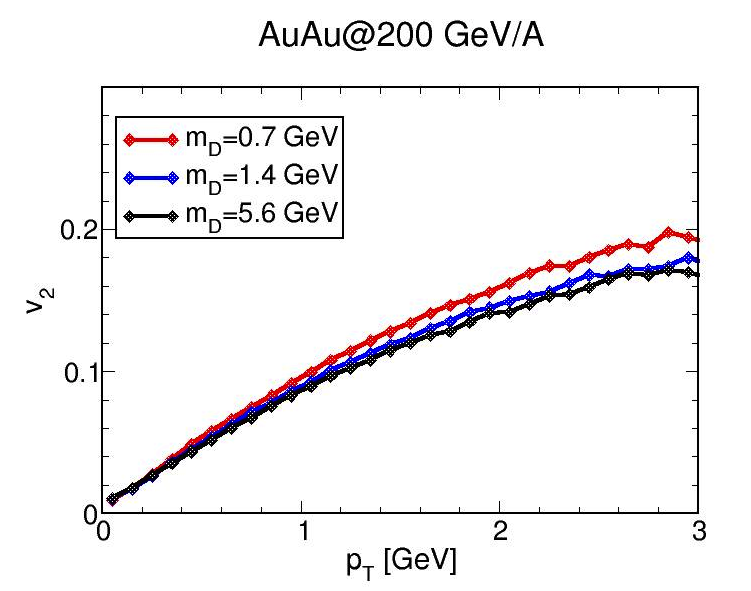 AuAu@200 GeV/A
m_D=0.7 GeV
m_D=1.4 GeV
m_D=5.6 GeV
0.2
v_2
0.1
0
0 1 2 3
p_T [GeV]